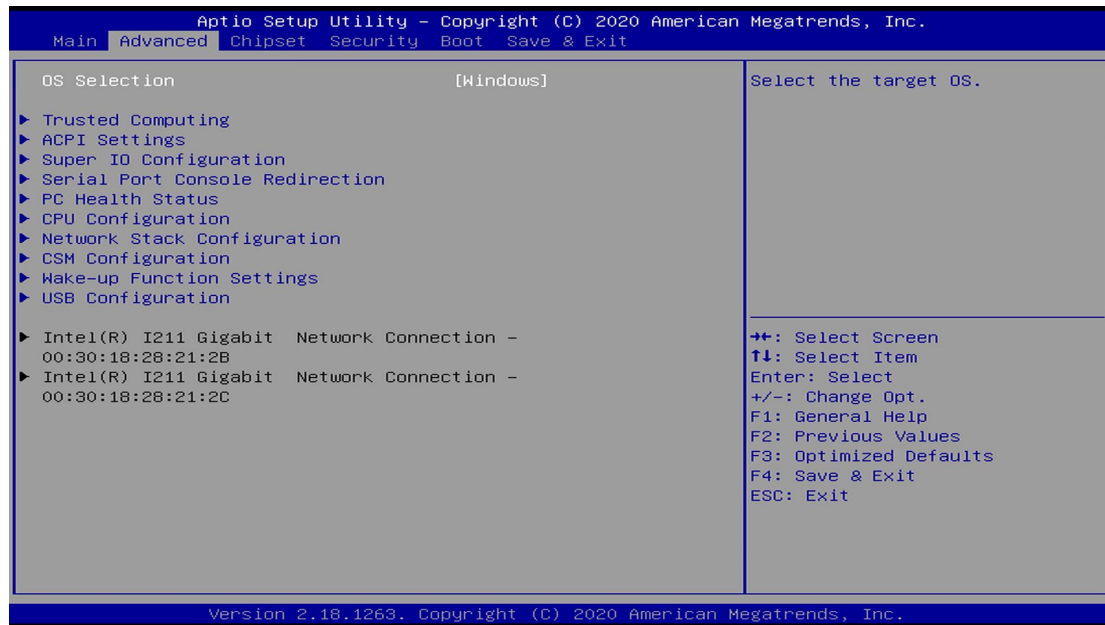 Aptio Setup Utility – Copyright (C) 2020 American Megatrends, Inc.
Main Advanced Chipset Security Boot Save & Exit
OS Selection [Windows]
▶ Trusted Computing
▶ ACPI Settings
▶ Super IO Configuration
▶ Serial Port Console Redirection
▶ PC Health Status
▶ CPU Configuration
▶ Network Stack Configuration
▶ CSM Configuration
▶ Wake-up Function Settings
▶ USB Configuration
▶ Intel(R) I211 Gigabit Network Connection –
00:30:18:28:21:2B
▶ Intel(R) I211 Gigabit Network Connection –
00:30:18:28:21:2C
Select the target OS.
→←: Select Screen
↑↓: Select Item
Enter: Select
+/-: Change Opt.
F1: General Help
F2: Previous Values
F3: Optimized Defaults
F4: Save & Exit
ESC: Exit
Version 2.18.1263. Copyright (C) 2020 American Megatrends, Inc.